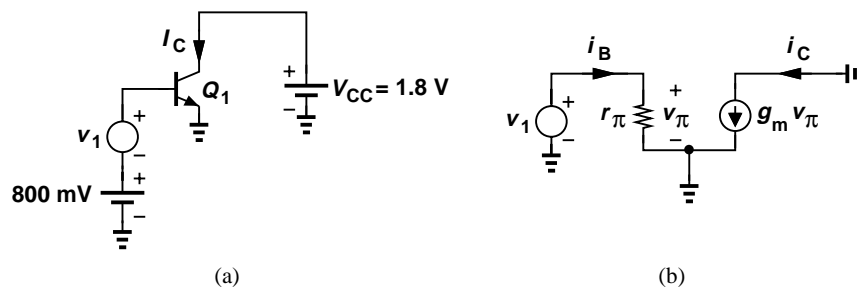 I_C
Q_1
+
−
V_CC = 1.8 V
+
v_1
−
+
800 mV
−
(a)
i_B
i_C
+
v_1
−
r_π
+
v_π
−
g_m v_π
(b)